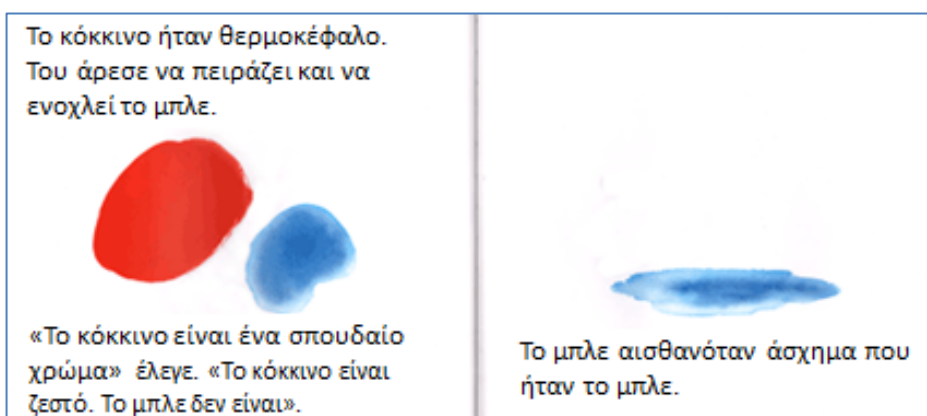 Το κόκκινο ήταν θερμοκέφαλο.
Του άρεσε να πειράζει και να
ενοχλεί το μπλε.
«Το κόκκινο είναι ένα σπουδαίο
χρώμα» έλεγε. «Το κόκκινο είναι
ζεστό. Το μπλε δεν είναι».
Το μπλε αισθανόταν άσχημα που
ήταν το μπλε.